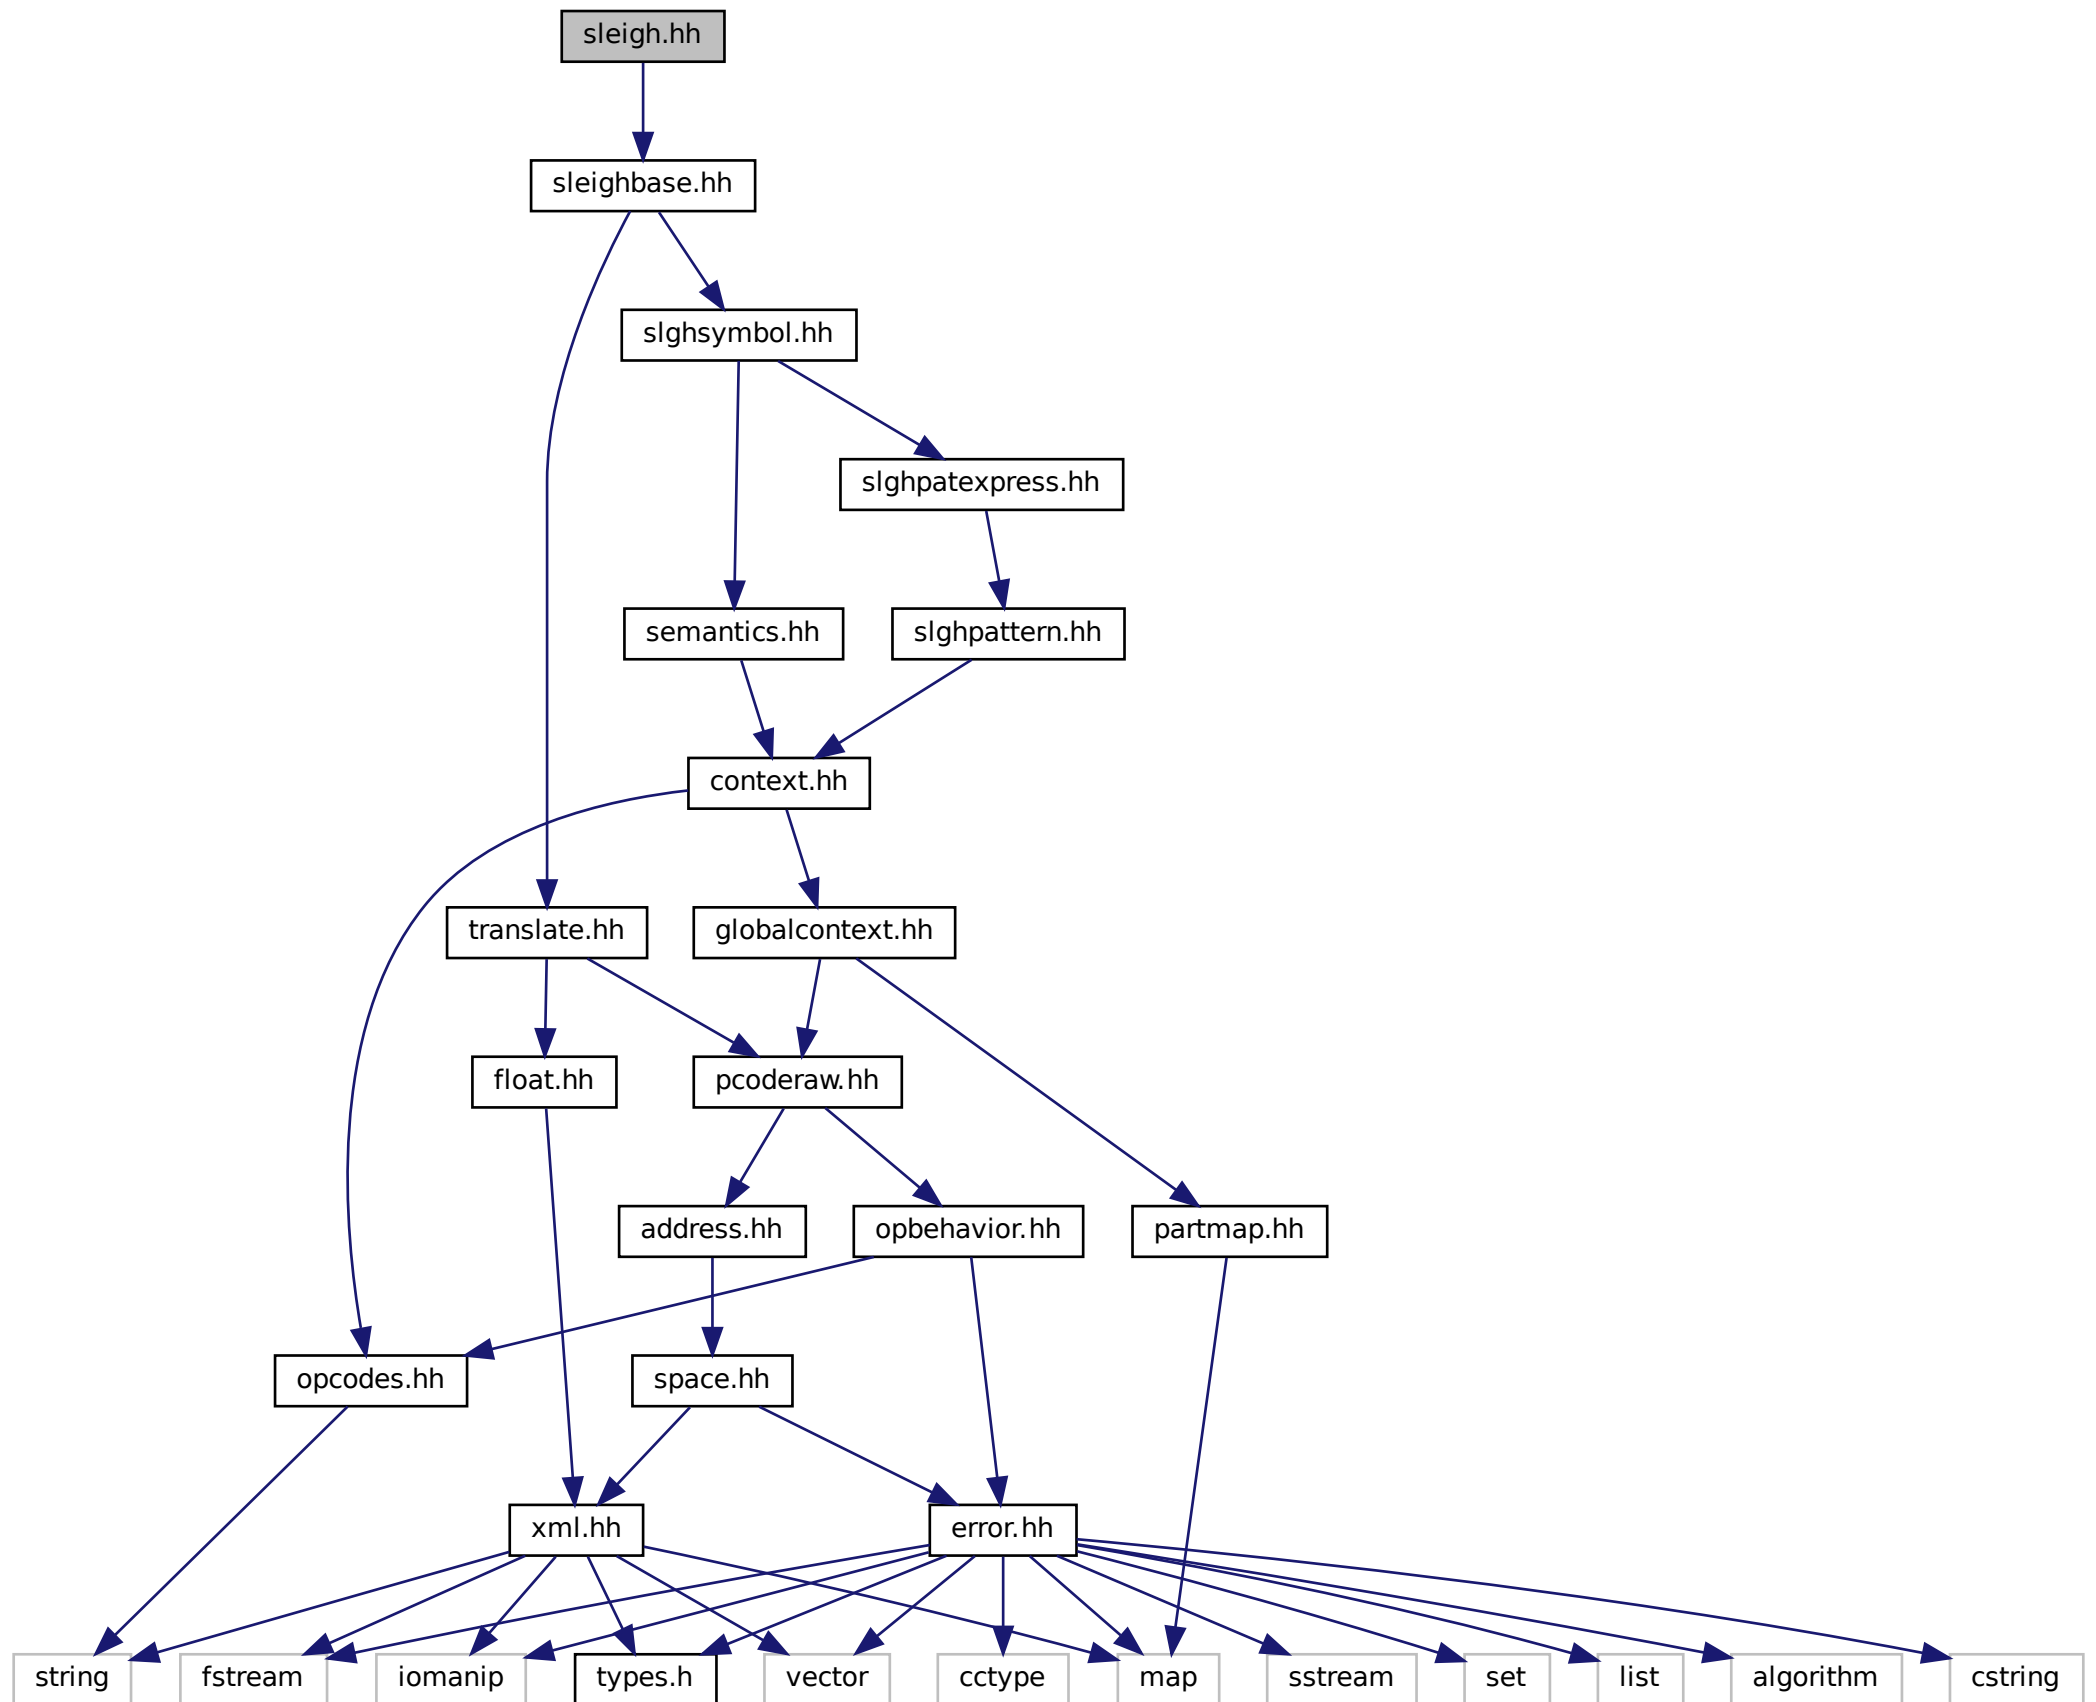 sleigh.hh
sleighbase.hh
slghsymbol.hh
slghpatexpress.hh
semantics.hh
slghpattern.hh
context.hh
translate.hh
globalcontext.hh
float.hh
pcoderaw.hh
address.hh
opbehavior.hh
partmap.hh
opcodes.hh
space.hh
xml.hh
error.hh
string
fstream
iomanip
types.h
vector
cctype
map
sstream
set
list
algorithm
cstring